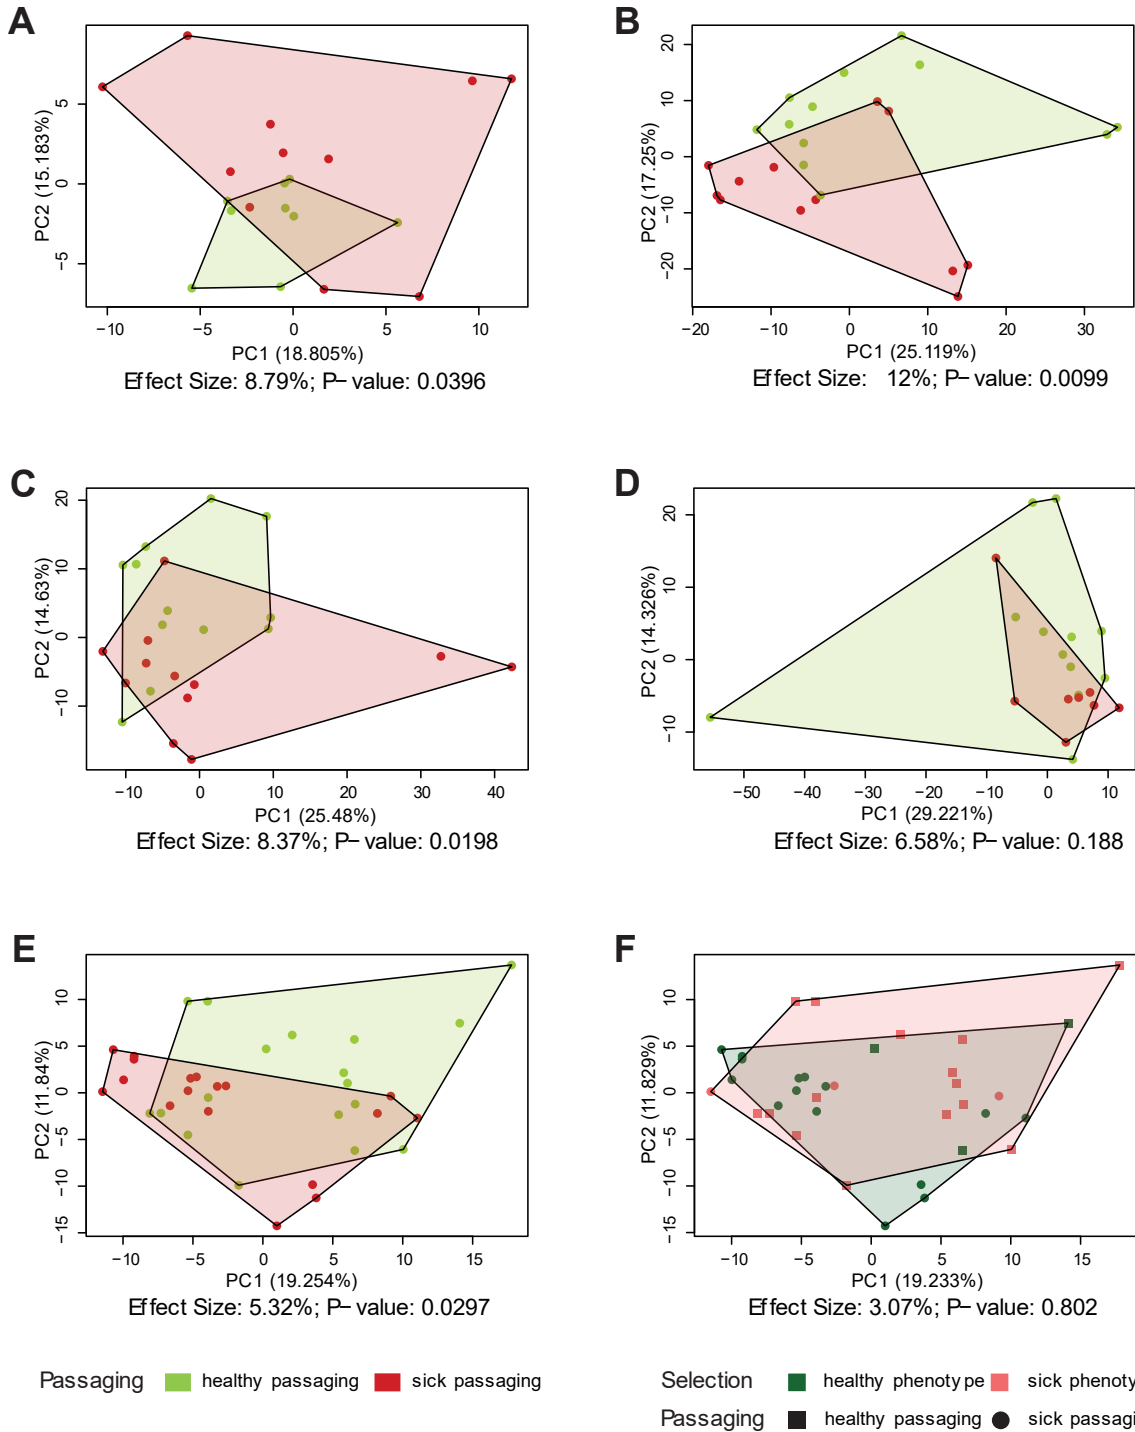 A
B
5
0
−5
PC2 (15.183%)
−10 −5 0 5 10
PC1 (18.805%)
Effect Size: 8.79%; P−value: 0.0396
20
10
0
−10
−20
PC2 (17.25%)
−20 −10 0 10 20 30
PC1 (25.119%)
Effect Size: 12%; P−value: 0.0099
C
D
20
10
0
−10
PC2 (14.63%)
−10 0 10 20 30 40
PC1 (25.48%)
Effect Size: 8.37%; P−value: 0.0198
20
10
0
−10
PC2 (14.326%)
−50 −40 −30 −20 −10 0 10
PC1 (29.221%)
Effect Size: 6.58%; P−value: 0.188
E
F
10
5
0
−5
−10
−15
PC2 (11.84%)
−10 −5 0 5 10 15
PC1 (19.254%)
Effect Size: 5.32%; P−value: 0.0297
10
5
0
−5
−10
−15
PC2 (11.829%)
−10 −5 0 5 10 15
PC1 (19.233%)
Effect Size: 3.07%; P−value: 0.802
Passaging healthy passaging sick passaging
Selection healthy phenotype sick phenoty
Passaging healthy passaging sick passagi